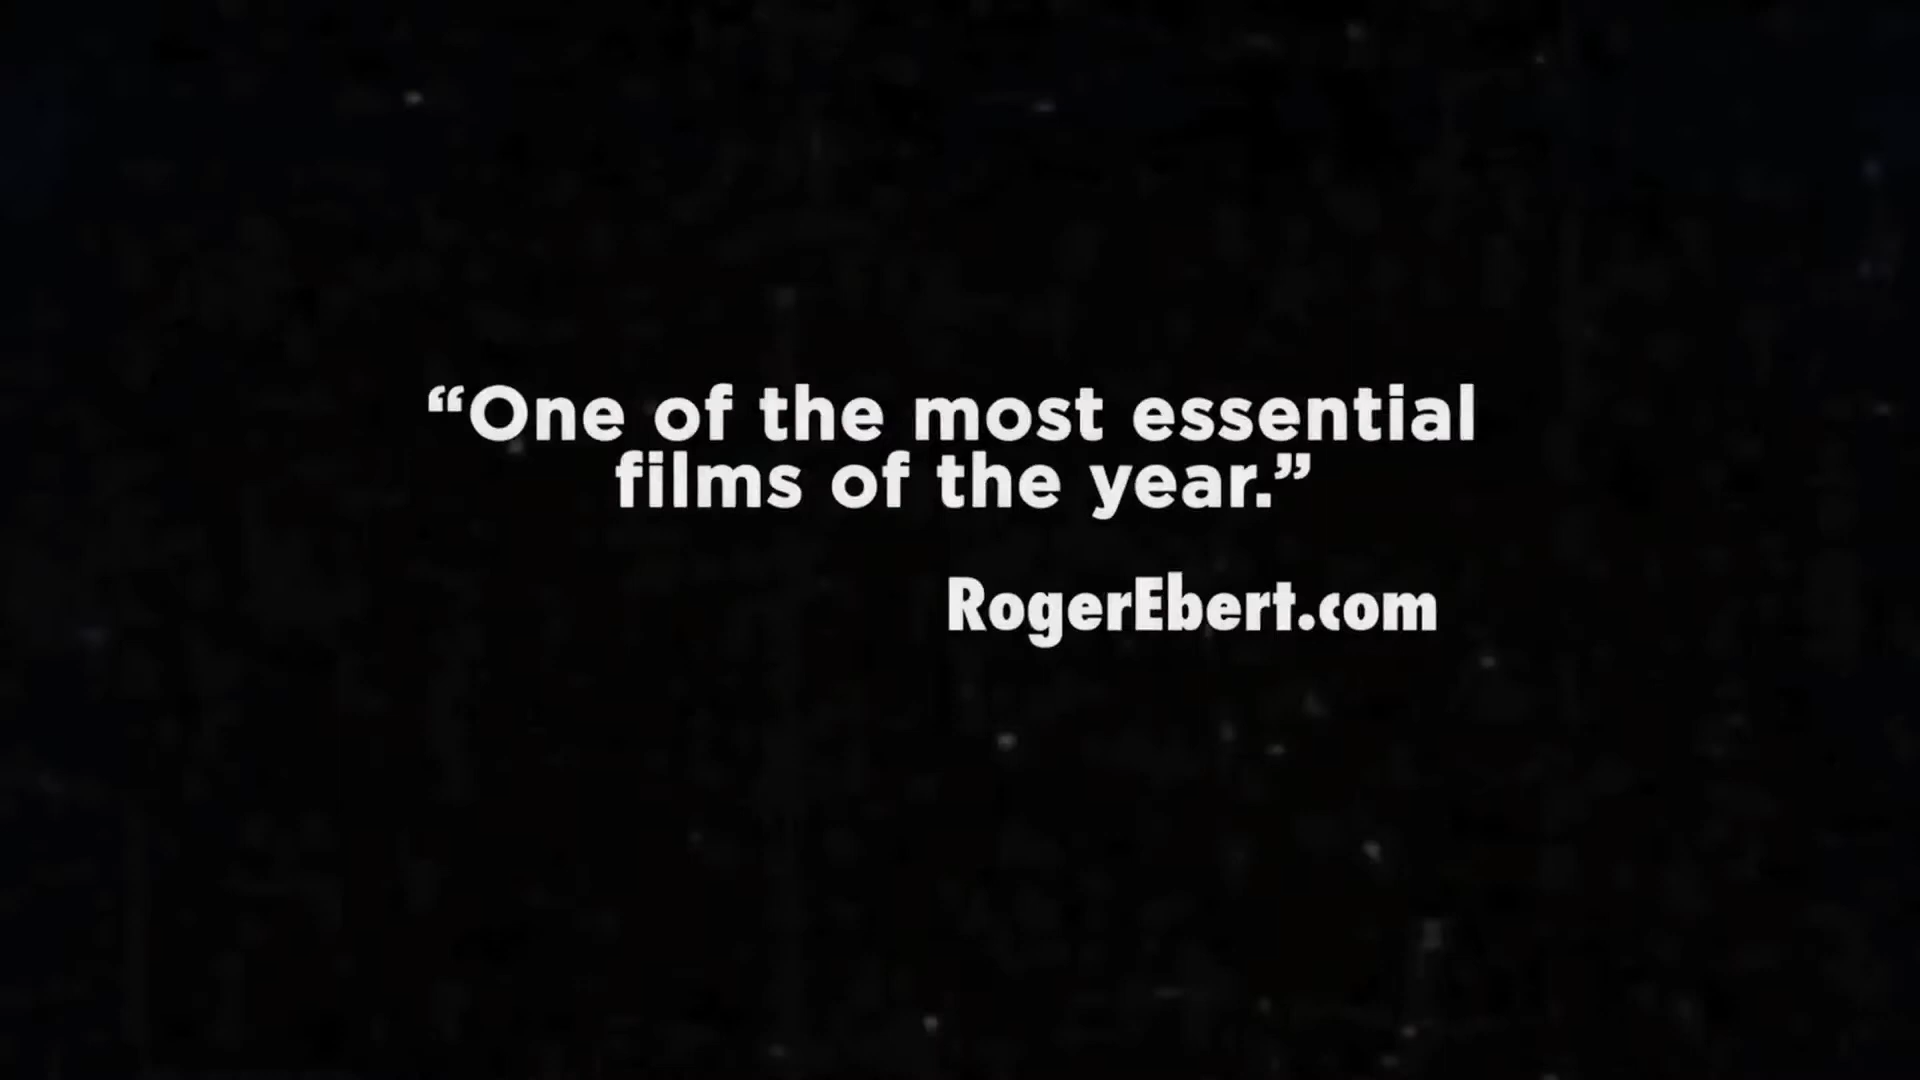 “One of the most essential
films of the year.”
RogerEbert.com